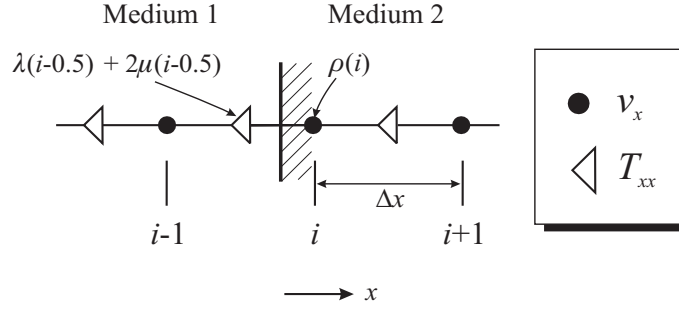 Medium 1 Medium 2
λ(i-0.5) + 2μ(i-0.5) ρ(i)
v_x
T_xx
Δx
i-1 i i+1
x